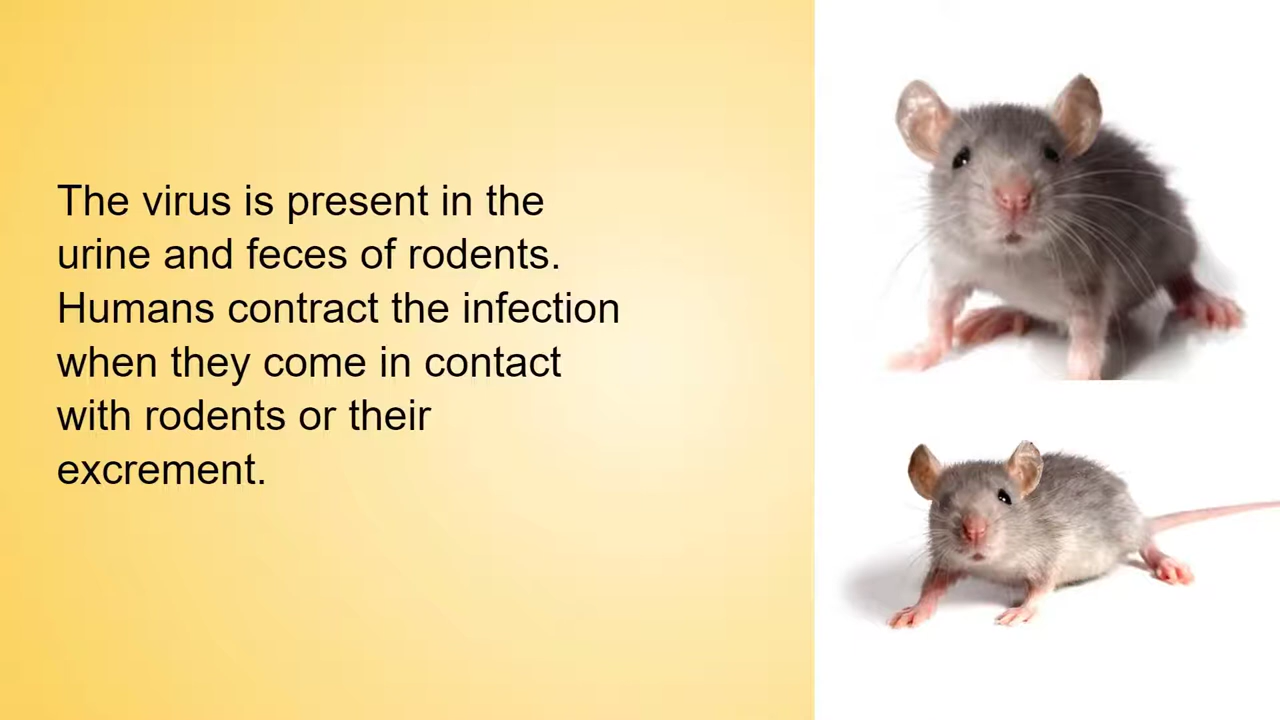 The virus is present in the
urine and feces of rodents.
Humans contract the infection
when they come in contact
with rodents or their
excrement.